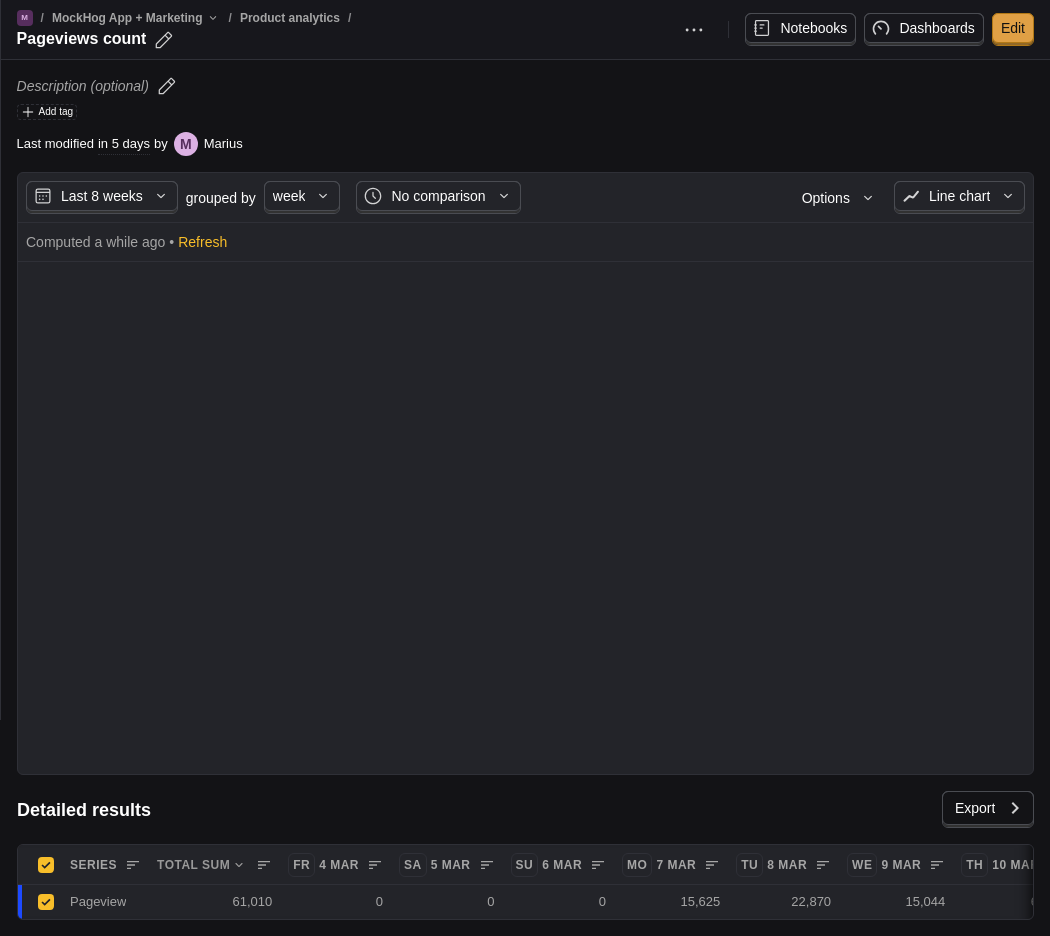 M / MockHog App + Marketing / Product analytics /
Pageviews count
Notebooks Dashboards Edit
Description (optional)
Add tag
Last modified in 5 days by M Marius
Last 8 weeks grouped by week No comparison Options Line chart
Computed a while ago • Refresh
Detailed results
Export
SERIES TOTAL SUM FR 4 MAR SA 5 MAR SU 6 MAR MO 7 MAR TU 8 MAR WE 9 MAR TH 10 MAR
Pageview 61,010 0 0 0 15,625 22,870 15,044